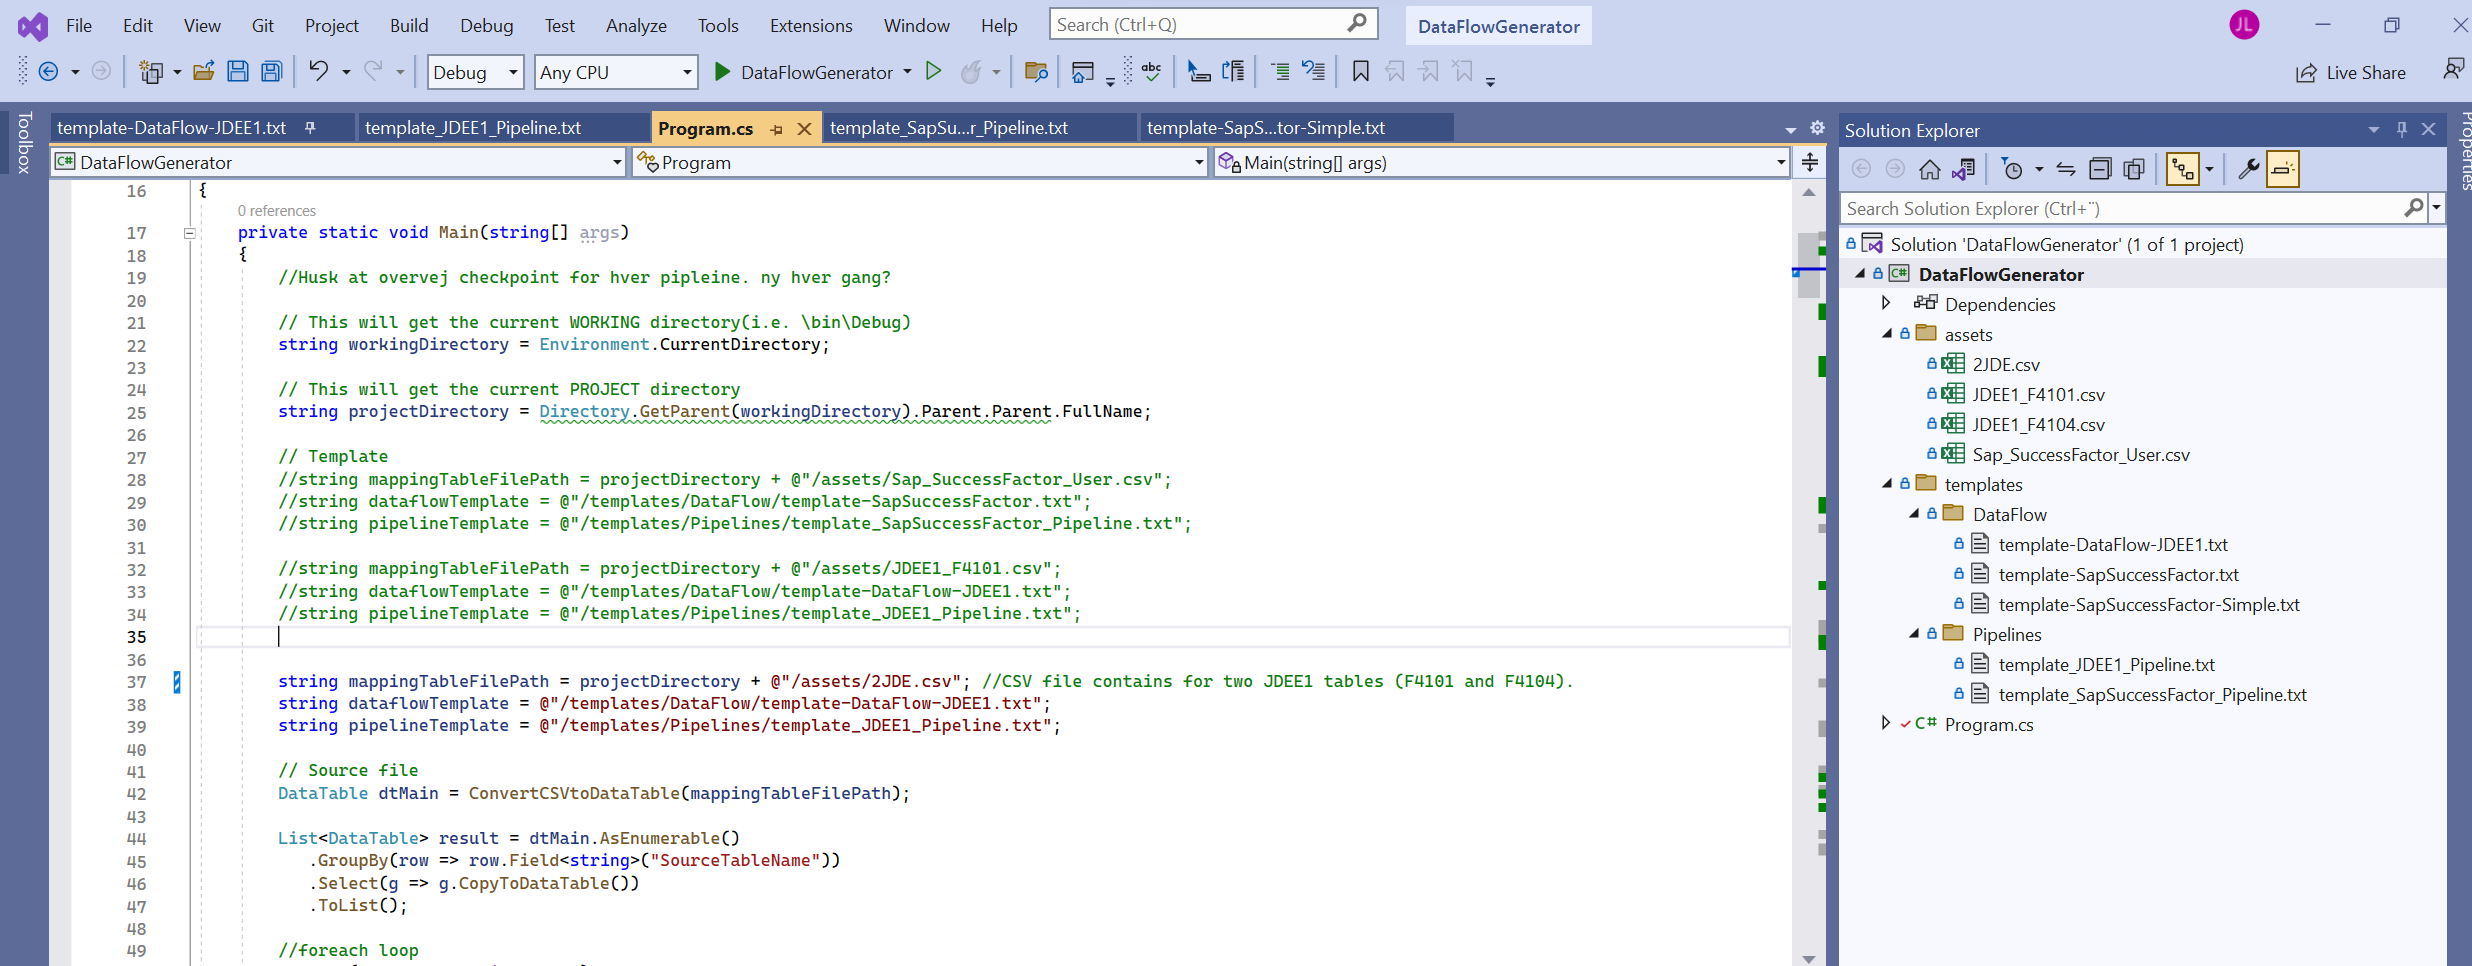 File Edit View Git Project Build Debug Test Analyze Tools Extensions Window Help Search (Ctrl+Q) DataFlowGenerator JL
Debug Any CPU DataFlowGenerator abc Live Share
Toolbox
template-DataFlow-JDEE1.txt template_JDEE1_Pipeline.txt Program.cs template_SapSu...r_Pipeline.txt template-SapS...tor-Simple.txt
C# DataFlowGenerator Program Main(string[] args)
16 {
0 references
17 private static void Main(string[] args)
18 {
19 //Husk at overvej checkpoint for hver pipleine. ny hver gang?
20
21 // This will get the current WORKING directory(i.e. \bin\Debug)
22 string workingDirectory = Environment.CurrentDirectory;
23
24 // This will get the current PROJECT directory
25 string projectDirectory = Directory.GetParent(workingDirectory).Parent.Parent.FullName;
26
27 // Template
28 //string mappingTableFilePath = projectDirectory + @"/assets/Sap_SuccessFactor_User.csv";
29 //string dataflowTemplate = @"/templates/DataFlow/template-SapSuccessFactor.txt";
30 //string pipelineTemplate = @"/templates/Pipelines/template_SapSuccessFactor_Pipeline.txt";
31
32 //string mappingTableFilePath = projectDirectory + @"/assets/JDEE1_F4101.csv";
33 //string dataflowTemplate = @"/templates/DataFlow/template-DataFlow-JDEE1.txt";
34 //string pipelineTemplate = @"/templates/Pipelines/template_JDEE1_Pipeline.txt";
35
36
37 string mappingTableFilePath = projectDirectory + @"/assets/2JDE.csv"; //CSV file contains for two JDEE1 tables (F4101 and F4104).
38 string dataflowTemplate = @"/templates/DataFlow/template-DataFlow-JDEE1.txt";
39 string pipelineTemplate = @"/templates/Pipelines/template_JDEE1_Pipeline.txt";
40
41 // Source file
42 DataTable dtMain = ConvertCSVtoDataTable(mappingTableFilePath);
43
44 List<DataTable> result = dtMain.AsEnumerable()
45 .GroupBy(row => row.Field<string>("SourceTableName"))
46 .Select(g => g.CopyToDataTable())
47 .ToList();
48
49 //foreach loop
Solution Explorer
Search Solution Explorer (Ctrl+¨)
Solution 'DataFlowGenerator' (1 of 1 project)
C# DataFlowGenerator
Dependencies
assets
2JDE.csv
JDEE1_F4101.csv
JDEE1_F4104.csv
Sap_SuccessFactor_User.csv
templates
DataFlow
template-DataFlow-JDEE1.txt
template-SapSuccessFactor.txt
template-SapSuccessFactor-Simple.txt
Pipelines
template_JDEE1_Pipeline.txt
template_SapSuccessFactor_Pipeline.txt
C# Program.cs
Properties